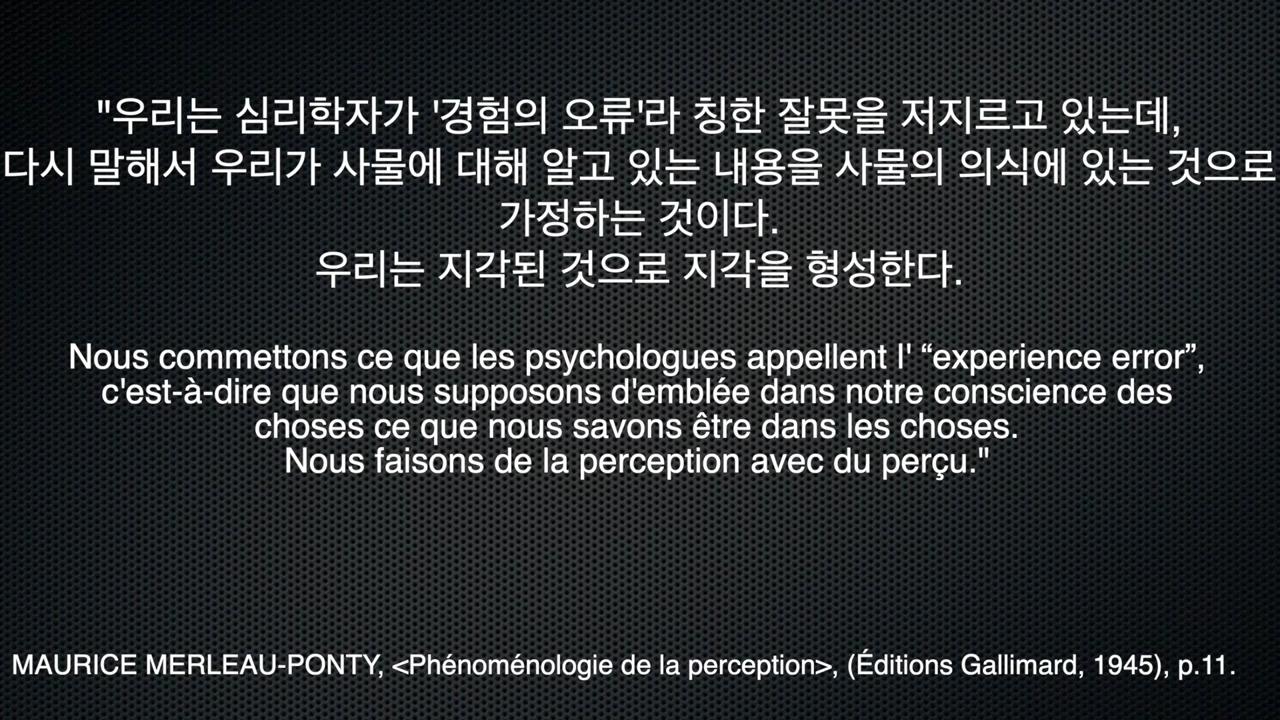 "우리는 심리학자가 '경험의 오류'라 칭한 잘못을 저지르고 있는데,
다시 말해서 우리가 사물에 대해 알고 있는 내용을 사물의 의식에 있는 것으로
가정하는 것이다.
우리는 지각된 것으로 지각을 형성한다.
Nous commettons ce que les psychologues appellent l' “experience error”,
c'est-à-dire que nous supposons d'emblée dans notre conscience des
choses ce que nous savons être dans les choses.
Nous faisons de la perception avec du perçu."
MAURICE MERLEAU-PONTY, <Phénoménologie de la perception>, (Éditions Gallimard, 1945), p.11.